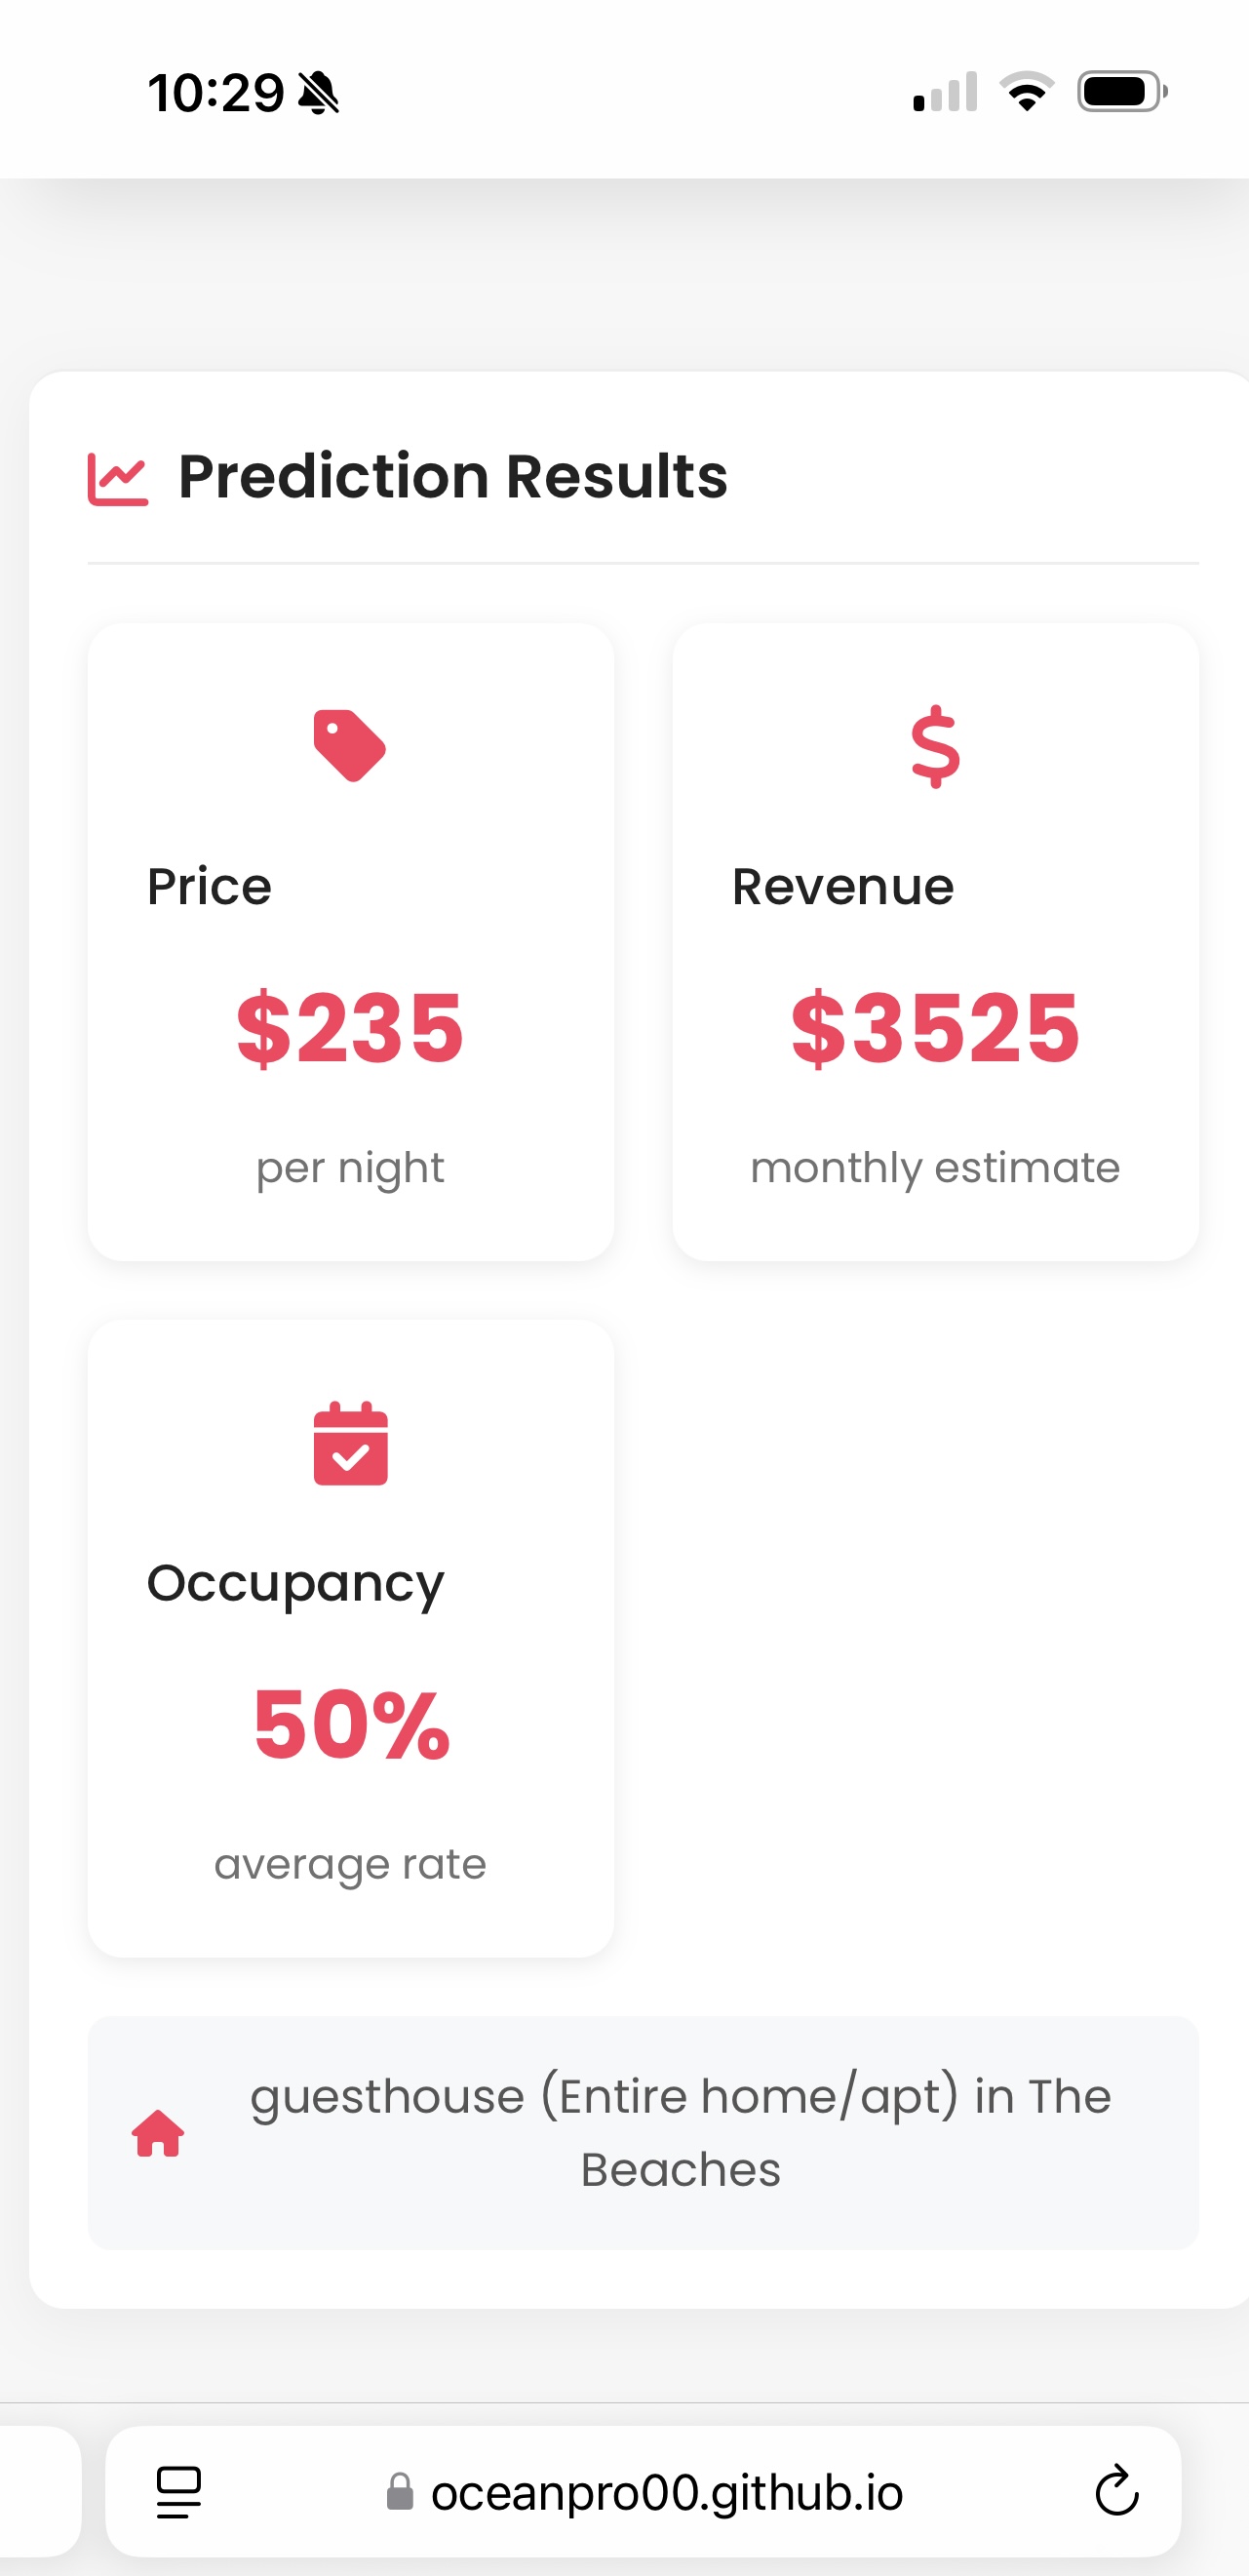 10:29
Prediction Results
Price
$235
per night
Revenue
$3525
monthly estimate
Occupancy
50%
average rate
guesthouse (Entire home/apt) in The
Beaches
oceanpro00.github.io